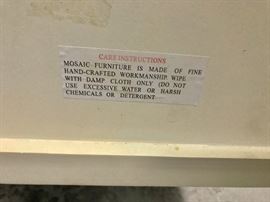 CARE INSTRUCTIONS
MOSAIC FURNITURE IS MADE OF FINE
HAND-CRAFTED WORKMANSHIP. WIPE
WITH DAMP CLOTH ONLY (DO NOT
USE EXCESSIVE WATER OR HARSH
CHEMICALS OR DETERGENT.